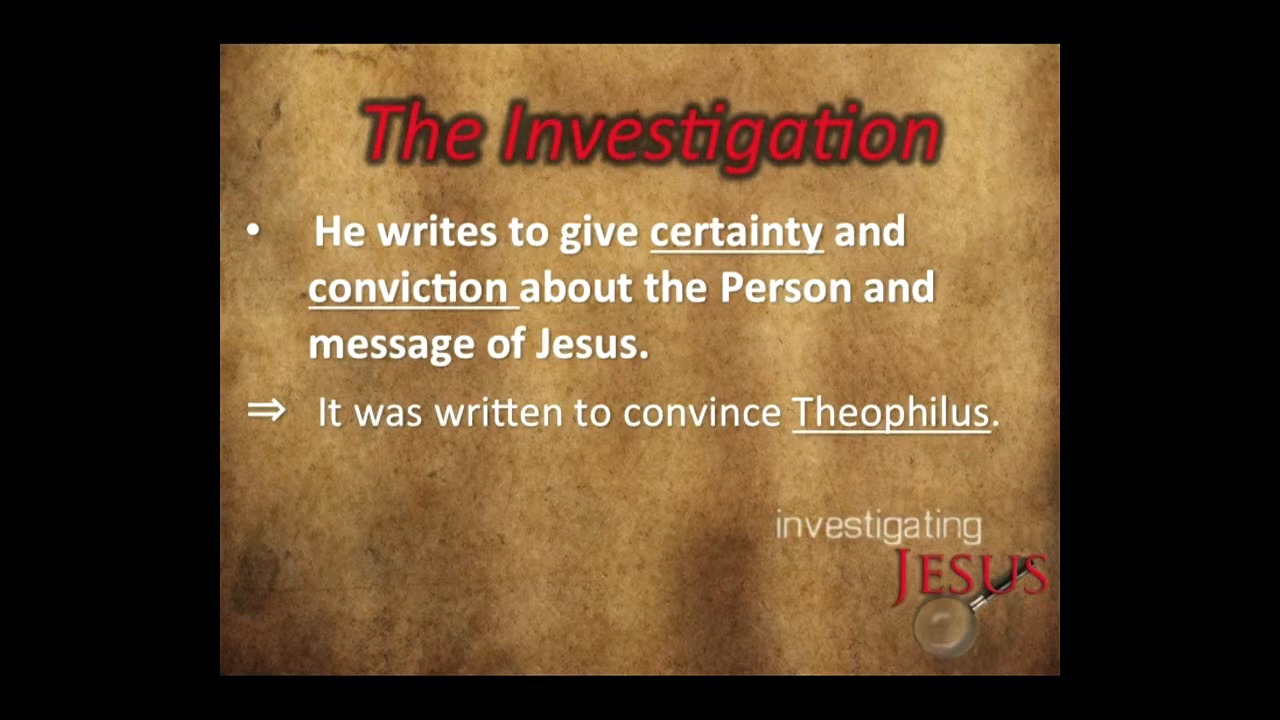 The Investigation
• He writes to give certainty and
conviction about the Person and
message of Jesus.
⇒ It was written to convince Theophilus.
investigating
JESUS